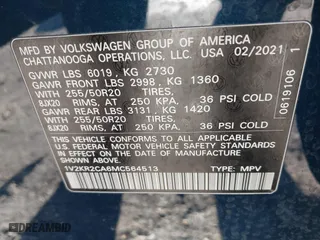 MFD BY VOLKSWAGEN GROUP OF AMERICA
CHATTANOOGA OPERATIONS, LLC. USA 02/2021
GVWR LBS 6019, KG 2730
GAWR FRONT LBS 2998, KG 1360
WITH 255/50R20 TIRES,
8JX20 RIMS, AT 250 KPA, 36 PSI COLD
GAWR REAR LBS 3131, KG 1420
WITH 255/50R20 TIRES,
8JX20 RIMS, AT 250 KPA, 36 PSI COLD
THIS VEHICLE CONFORMS TO ALL APPLICABLE
FEDERAL MOTOR VEHICLE SAFETY AND
THEFT PREVENTION STANDARDS IN EFFECT ON THE
DATE OF MANUFACTURE SHOWN ABOVE
1V2KR2CA6MC564513 TYPE: MPV
0619106 1